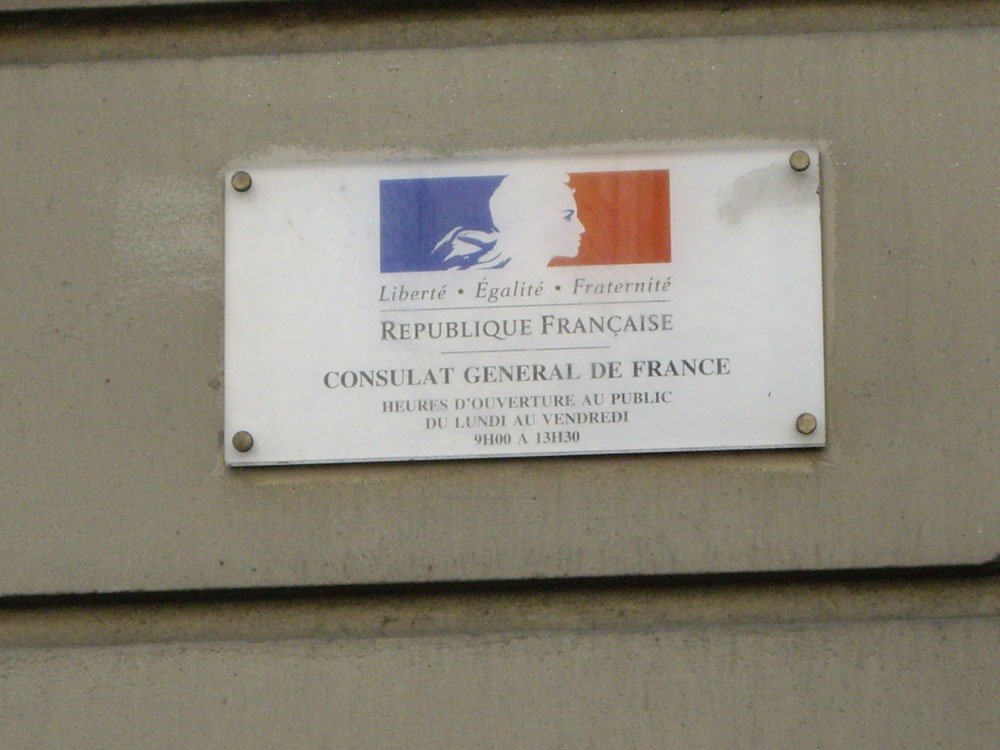 Liberté • Égalité • Fraternité
REPUBLIQUE FRANÇAISE
CONSULAT GENERAL DE FRANCE
HEURES D'OUVERTURE AU PUBLIC
DU LUNDI AU VENDREDI
9H00 A 13H30